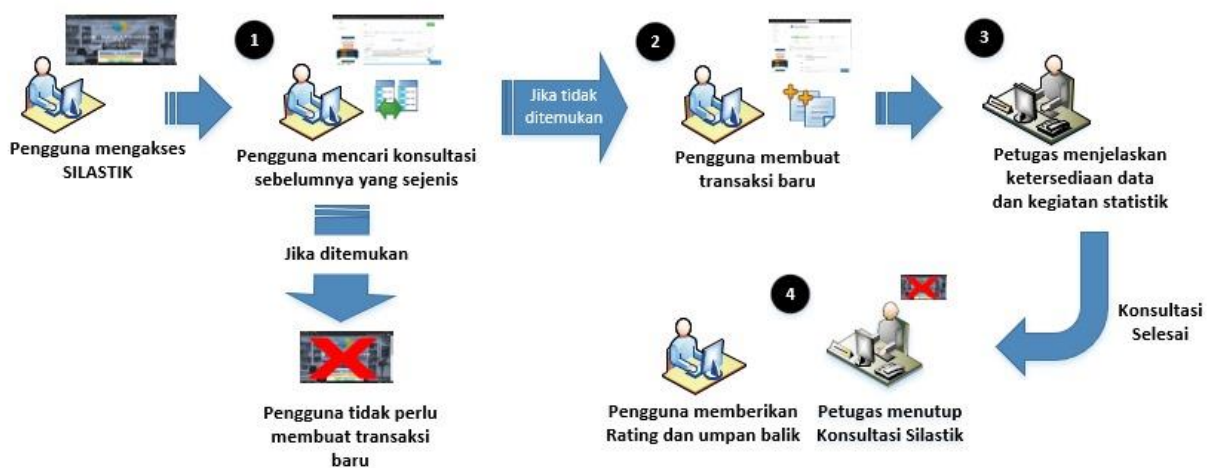 Pengguna mengakses
SILASTIK
1
Pengguna mencari konsultasi
sebelumnya yang sejenis
Jika tidak
ditemukan
2
Pengguna membuat
transaksi baru
3
Petugas menjelaskan
ketersediaan data
dan kegiatan statistik
Jika ditemukan
Pengguna tidak perlu
membuat transaksi
baru
Konsultasi
Selesai
4
Pengguna memberikan
Rating dan umpan balik
Petugas menutup
Konsultasi Silastik